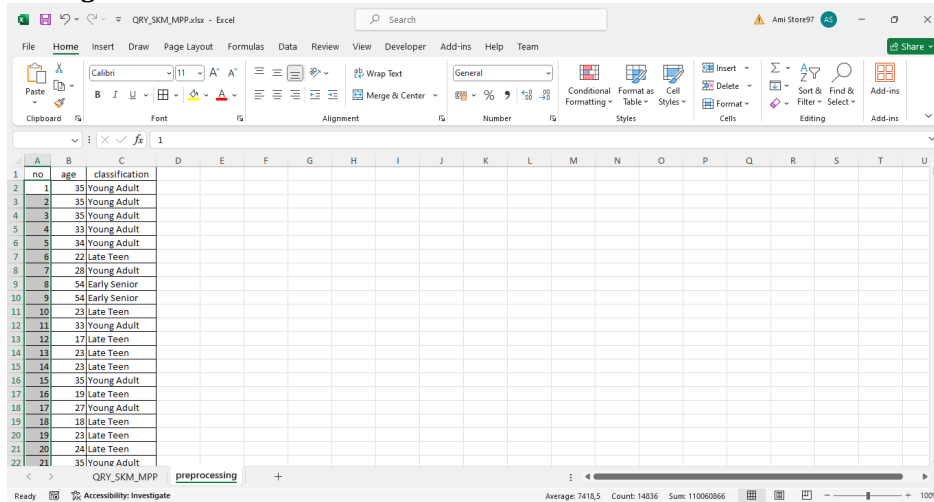 QRY_SKM_MPP.xlsx - Excel
Search
Ami Store97 AS
File Home Insert Draw Page Layout Formulas Data Review View Developer Add-ins Help Team Share
Paste
Calibri 11 A^ A˅
B I U A
Wrap Text
Merge & Center
General
% 9
Conditional Formatting
Format as Table
Cell Styles
Insert
Delete
Format
Sort & Filter
Find & Select
Add-ins
Clipboard Font Alignment Number Styles Cells Editing Add-ins
fx 1
A B C D E F G H I J K L M N O P Q R S T U
1 no age classification
2 1 35 Young Adult
3 2 35 Young Adult
4 3 35 Young Adult
5 4 33 Young Adult
6 5 34 Young Adult
7 6 22 Late Teen
8 7 28 Young Adult
9 8 54 Early Senior
10 9 54 Early Senior
11 10 23 Late Teen
12 11 33 Young Adult
13 12 17 Late Teen
14 13 23 Late Teen
15 14 23 Late Teen
16 15 35 Young Adult
17 16 19 Late Teen
18 17 27 Young Adult
19 18 18 Late Teen
20 19 23 Late Teen
21 20 24 Late Teen
22 21 35 Young Adult
QRY_SKM_MPP preprocessing +
Ready Accessibility: Investigate Average: 7418,5 Count: 14836 Sum: 110060866